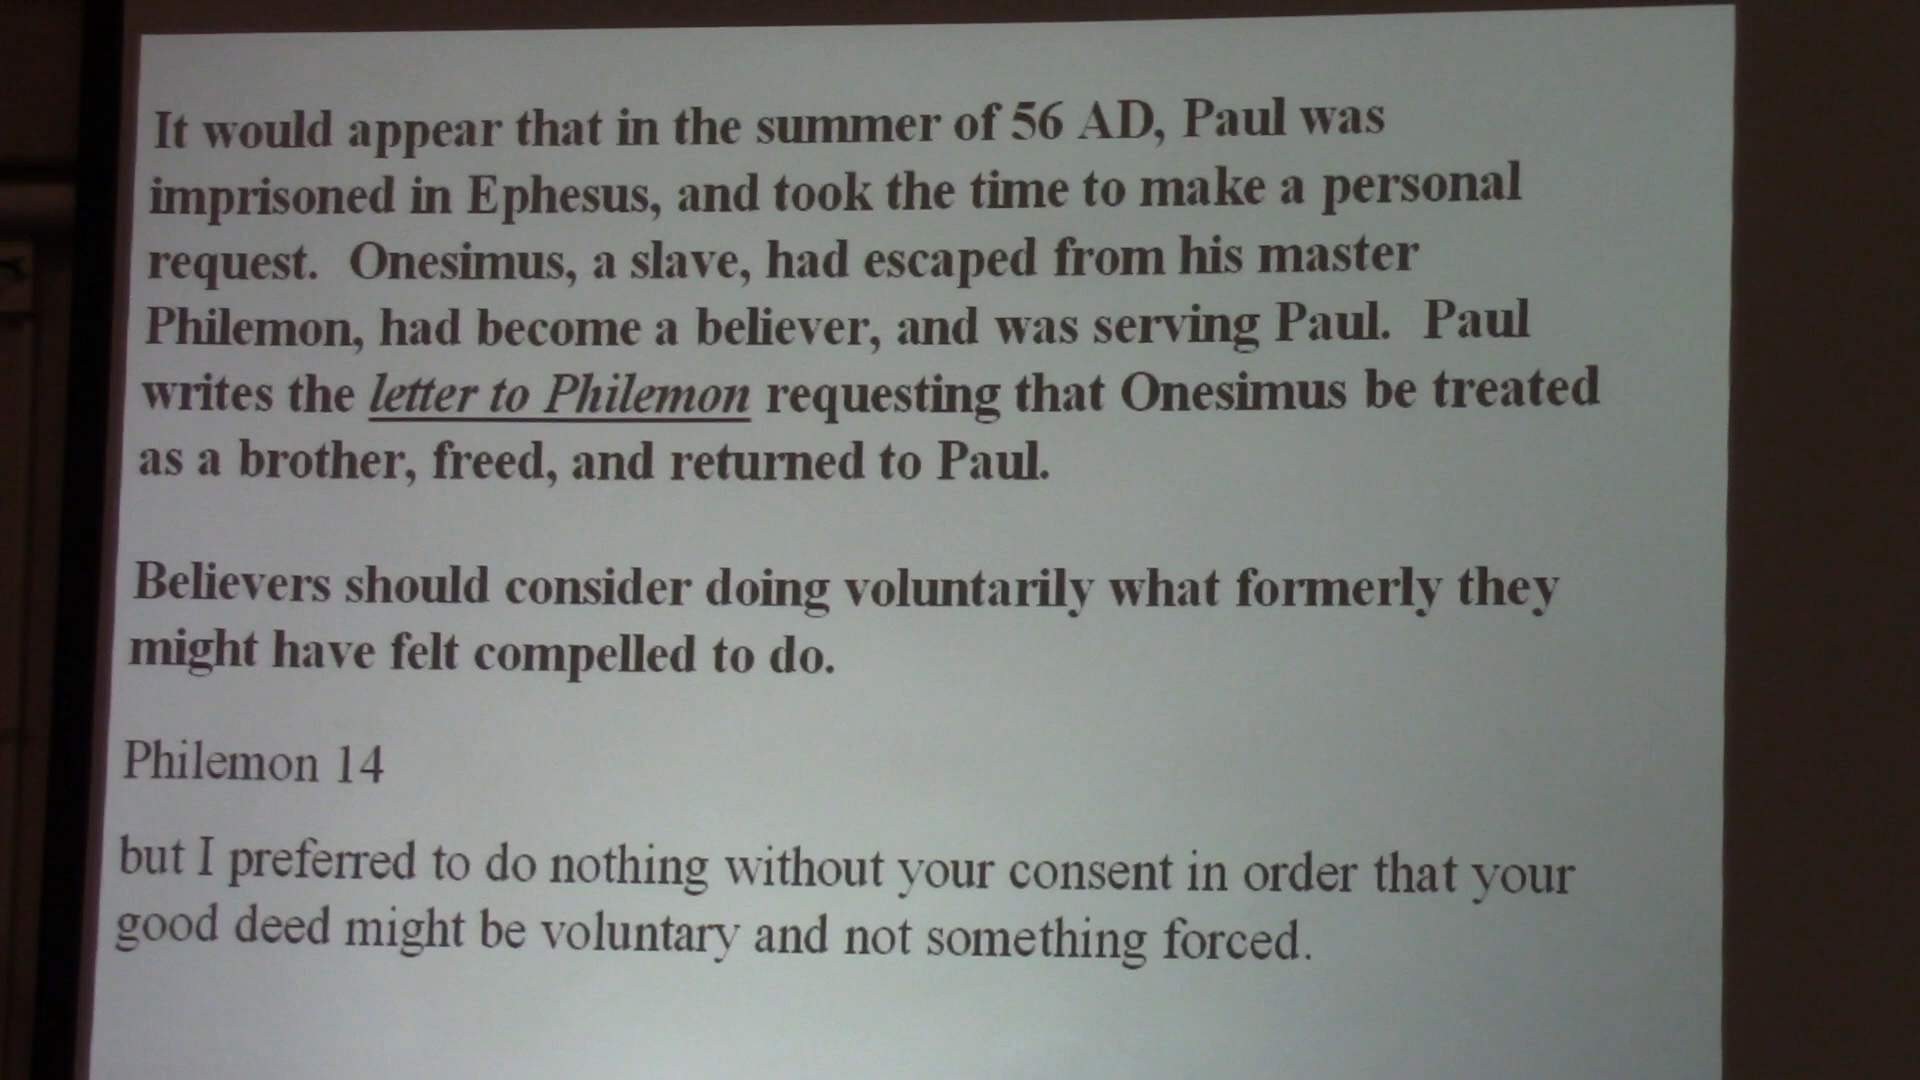 It would appear that in the summer of 56 AD, Paul was
imprisoned in Ephesus, and took the time to make a personal
request.  Onesimus, a slave, had escaped from his master
Philemon, had become a believer, and was serving Paul.  Paul
writes the letter to Philemon requesting that Onesimus be treated
as a brother, freed, and returned to Paul.
Believers should consider doing voluntarily what formerly they
might have felt compelled to do.
Philemon 14
but I preferred to do nothing without your consent in order that your
good deed might be voluntary and not something forced.